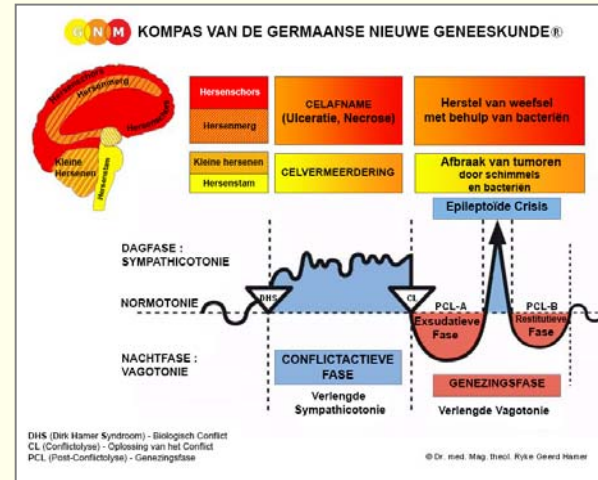 GNM KOMPAS VAN DE GERMAANSE NIEUWE GENEESKUNDE®
Hersenschors
Hersenmerg
Hersenschors
Kleine
Hersenen
Hersenstam
Hersenschors
Hersenmerg
Kleine hersenen
Hersenstam
CELAFNAME
(Ulceratie, Necrose)
CELVERMEERDERING
Herstel van weefsel
met behulp van bacteriën
Afbraak van tumoren
door schimmels
en bacteriën
Epileptoïde Crisis
DAGFASE :
SYMPATHICOTONIE
NORMOTONIE
DHS
CL
PCL-A
Exsudatieve
Fase
PCL-B
Restitutieve
Fase
NACHTFASE :
VAGOTONIE
CONFLICTACTIEVE
FASE
Verlengde
Sympathicotonie
GENEZINGSFASE
Verlengde Vagotonie
DHS (Dirk Hamer Syndroom) - Biologisch Conflict
CL (Conflictolyse) - Oplossing van het Conflict
PCL (Post-Conflictolyse) - Genezingsfase
© Dr. med. Mag. theol. Ryke Geerd Hamer